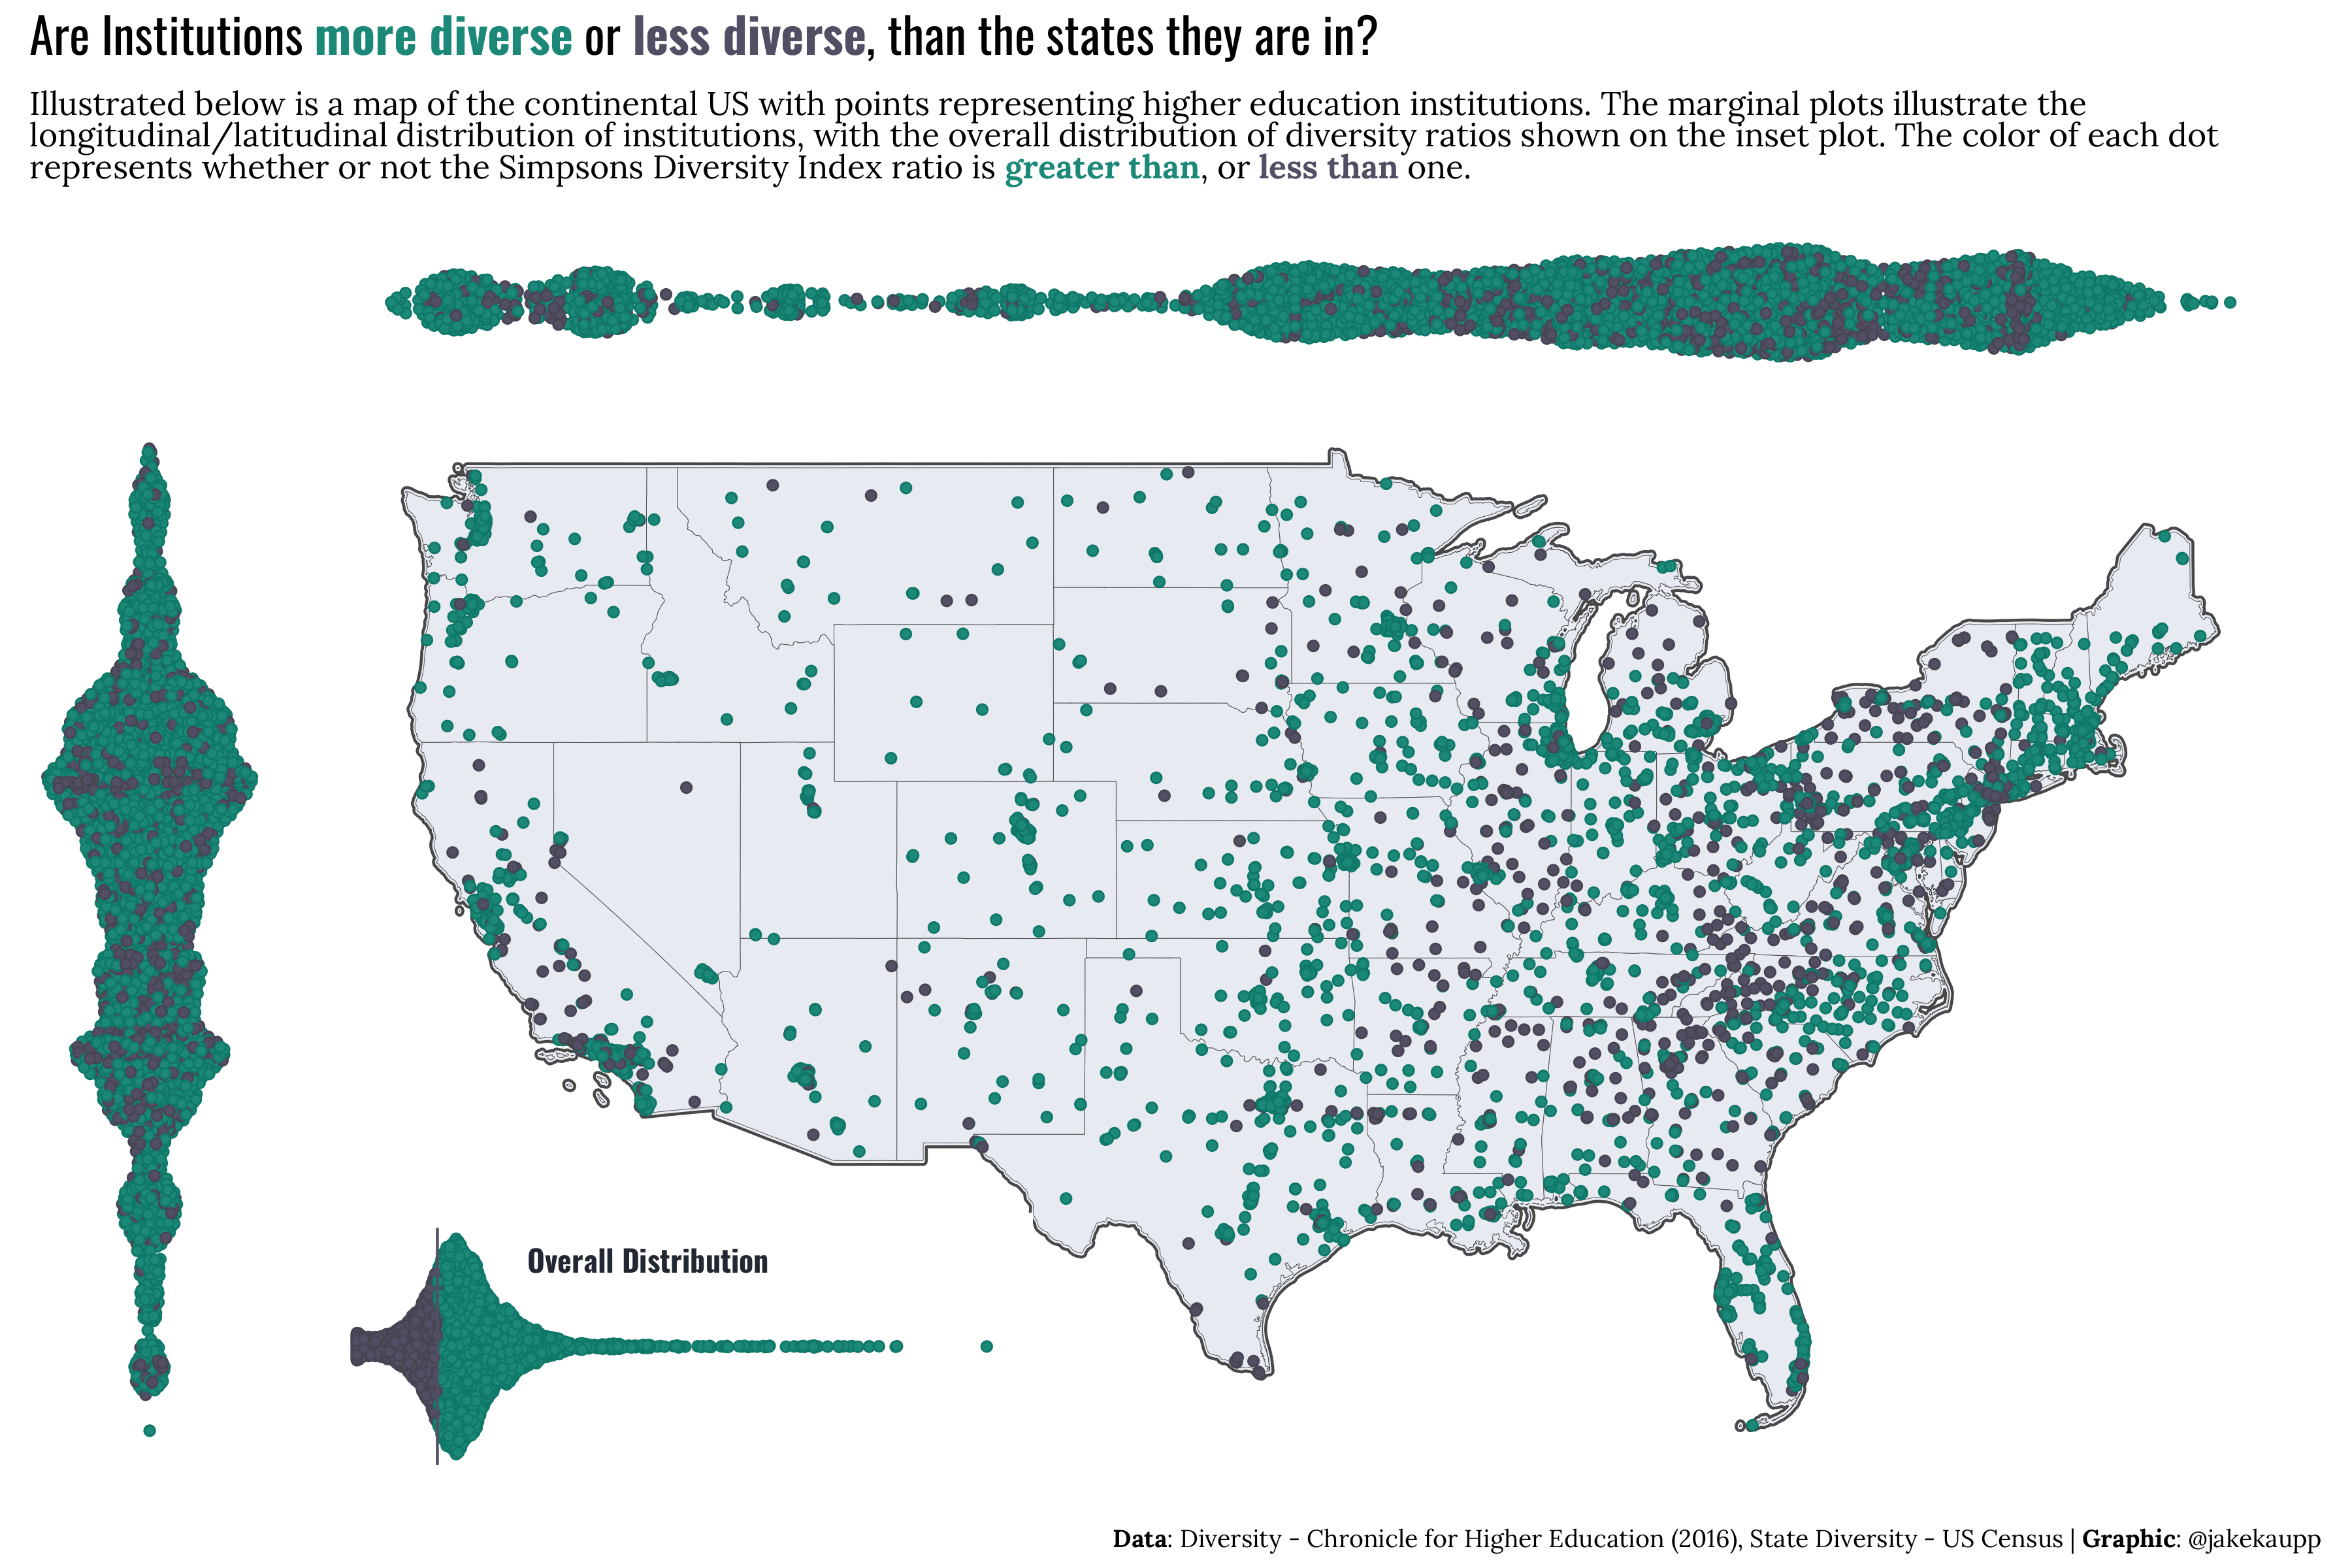 Are Institutions more diverse or less diverse, than the states they are in?
Illustrated below is a map of the continental US with points representing higher education institutions. The marginal plots illustrate the
longitudinal/latitudinal distribution of institutions, with the overall distribution of diversity ratios shown on the inset plot. The color of each dot
represents whether or not the Simpsons Diversity Index ratio is greater than, or less than one.
Overall Distribution
Data: Diversity - Chronicle for Higher Education (2016), State Diversity - US Census | Graphic: @jakekaupp